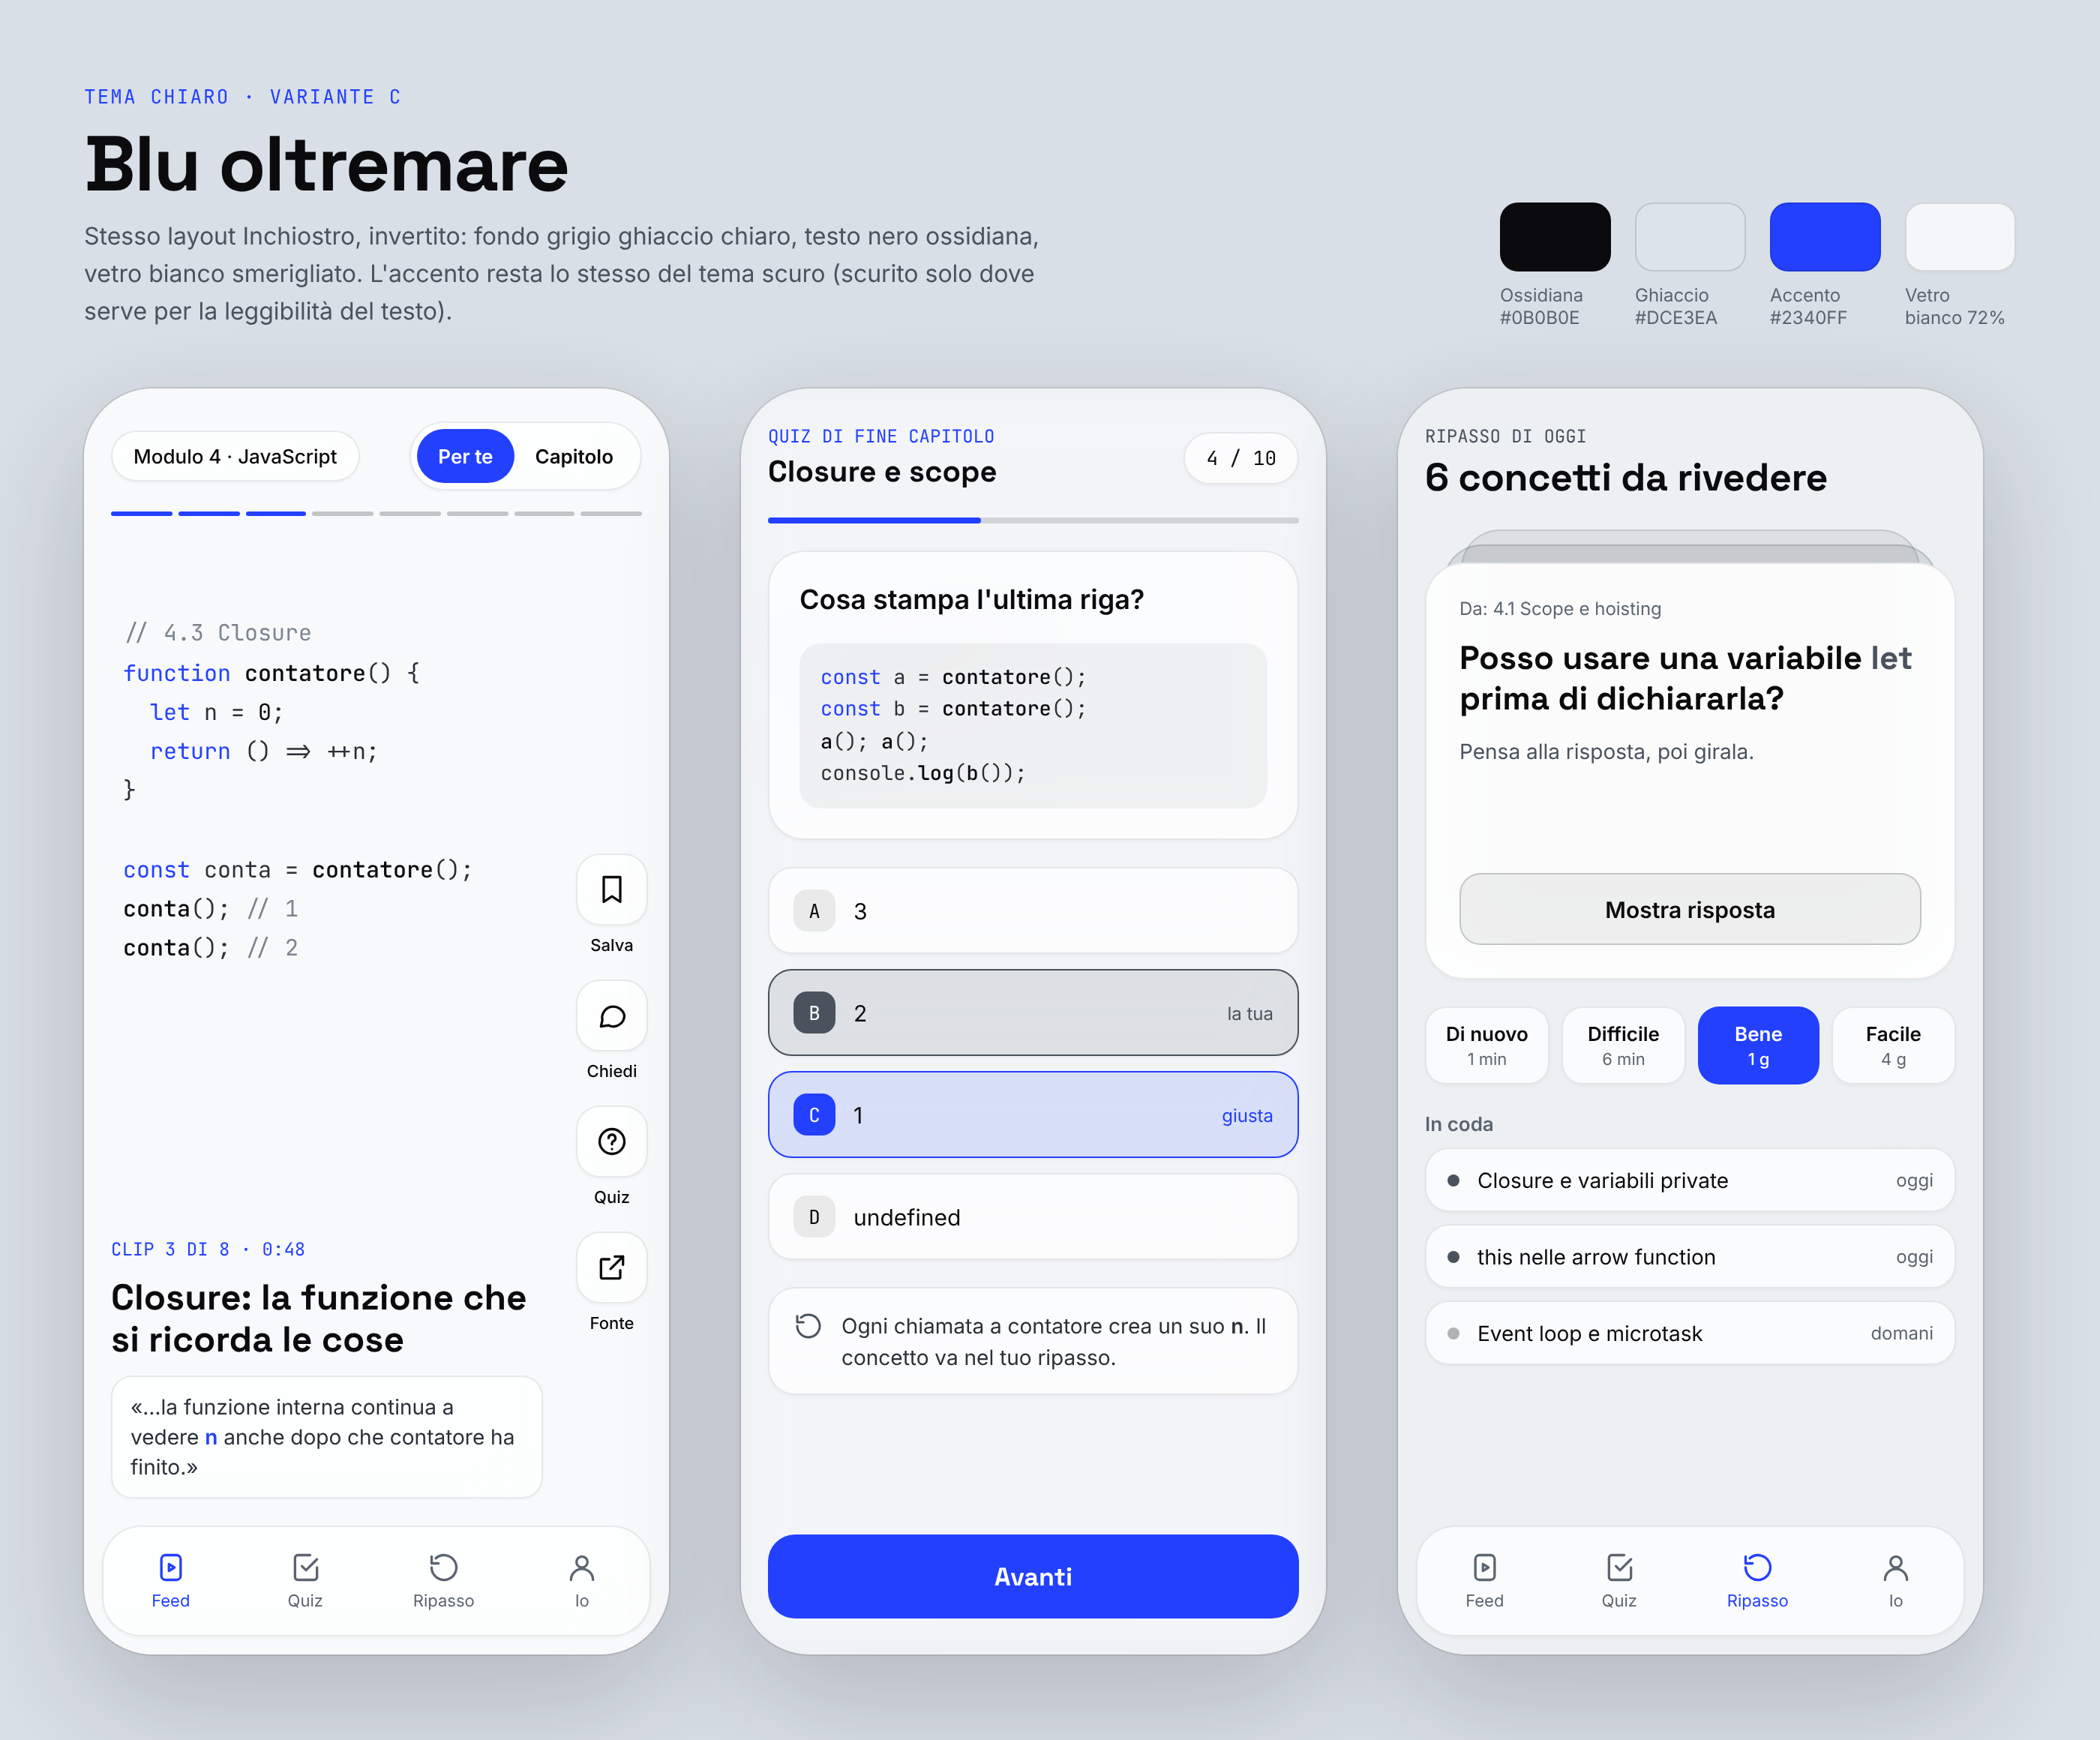 TEMA CHIARO · VARIANTE C
Blu oltremare
Stesso layout Inchiostro, invertito: fondo grigio ghiaccio chiaro, testo nero ossidiana,
vetro bianco smerigliato. L'accento resta lo stesso del tema scuro (scurito solo dove
serve per la leggibilità del testo).
Ossidiana
#0B0B0E
Ghiaccio
#DCE3EA
Accento
#2340FF
Vetro
bianco 72%
Modulo 4 · JavaScript
Per te
Capitolo
// 4.3 Closure
function contatore() {
let n = 0;
return () => ++n;
}
const conta = contatore();
conta(); // 1
conta(); // 2
Salva
Chiedi
Quiz
Fonte
CLIP 3 DI 8 · 0:48
Closure: la funzione che
si ricorda le cose
«...la funzione interna continua a
vedere n anche dopo che contatore ha
finito.»
Feed
Quiz
Ripasso
Io
QUIZ DI FINE CAPITOLO
Closure e scope
4 / 10
Cosa stampa l'ultima riga?
const a = contatore();
const b = contatore();
a(); a();
console.log(b());
A 3
B 2 la tua
C 1 giusta
D undefined
Ogni chiamata a contatore crea un suo n. Il
concetto va nel tuo ripasso.
Avanti
RIPASSO DI OGGI
6 concetti da rivedere
Da: 4.1 Scope e hoisting
Posso usare una variabile let
prima di dichiararla?
Pensa alla risposta, poi girala.
Mostra risposta
Di nuovo
1 min
Difficile
6 min
Bene
1 g
Facile
4 g
In coda
Closure e variabili private oggi
this nelle arrow function oggi
Event loop e microtask domani
Feed
Quiz
Ripasso
Io